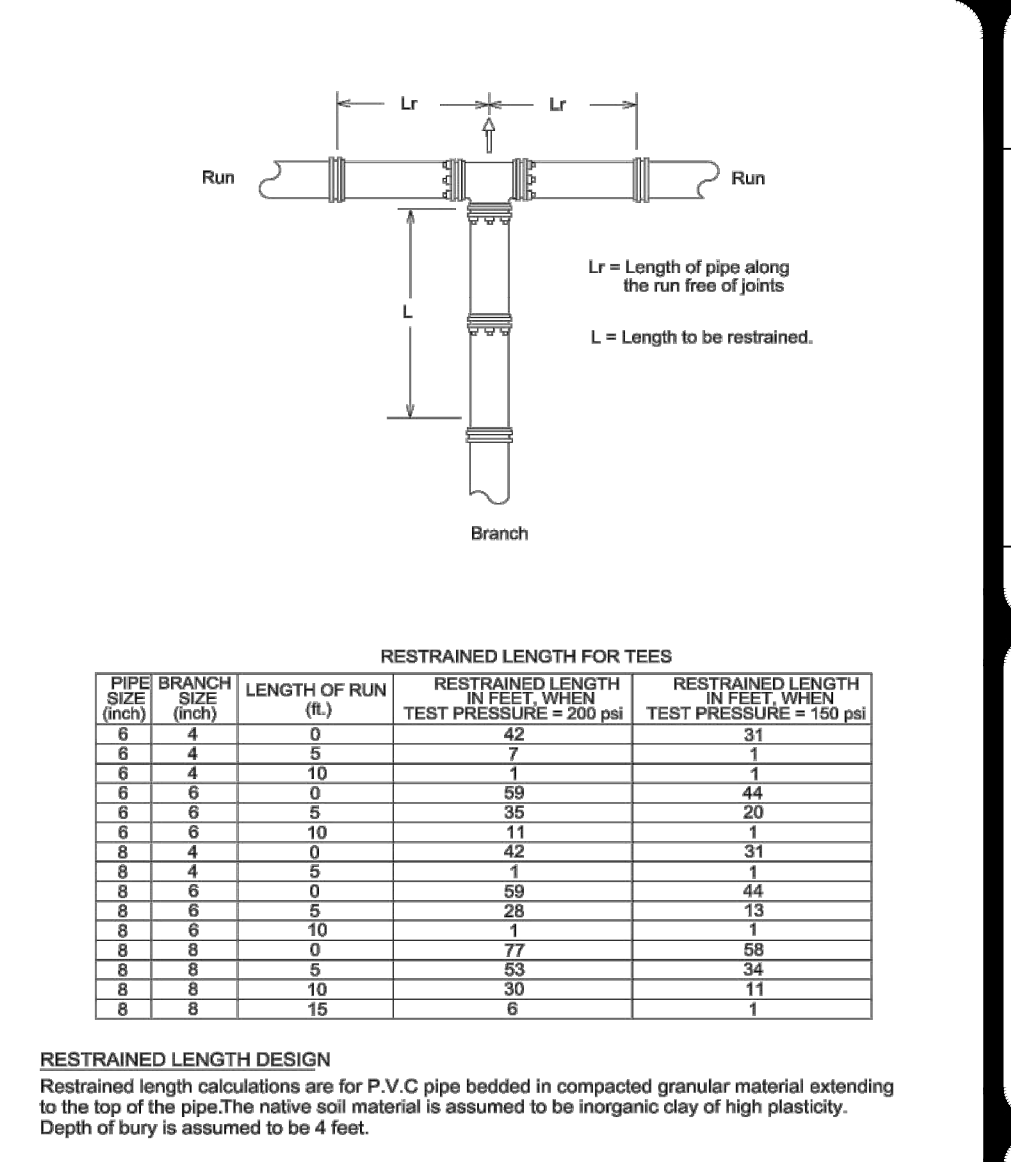 Lr Lr
Run Run
Lr = Length of pipe along
the run free of joints
L
L = Length to be restrained.
Branch
RESTRAINED LENGTH FOR TEES
PIPE SIZE (inch) BRANCH SIZE (inch) LENGTH OF RUN (ft.) RESTRAINED LENGTH IN FEET, WHEN TEST PRESSURE = 200 psi RESTRAINED LENGTH IN FEET, WHEN TEST PRESSURE = 150 psi
6 4 0 42 31
6 4 5 7 1
6 4 10 1 1
6 6 0 59 44
6 6 5 35 20
6 6 10 11 1
8 4 0 42 31
8 4 5 1 1
8 6 0 59 44
8 6 5 28 13
8 6 10 1 1
8 8 0 77 58
8 8 5 53 34
8 8 10 30 11
8 8 15 6 1
RESTRAINED LENGTH DESIGN
Restrained length calculations are for P.V.C pipe bedded in compacted granular material extending
to the top of the pipe.The native soil material is assumed to be inorganic clay of high plasticity.
Depth of bury is assumed to be 4 feet.